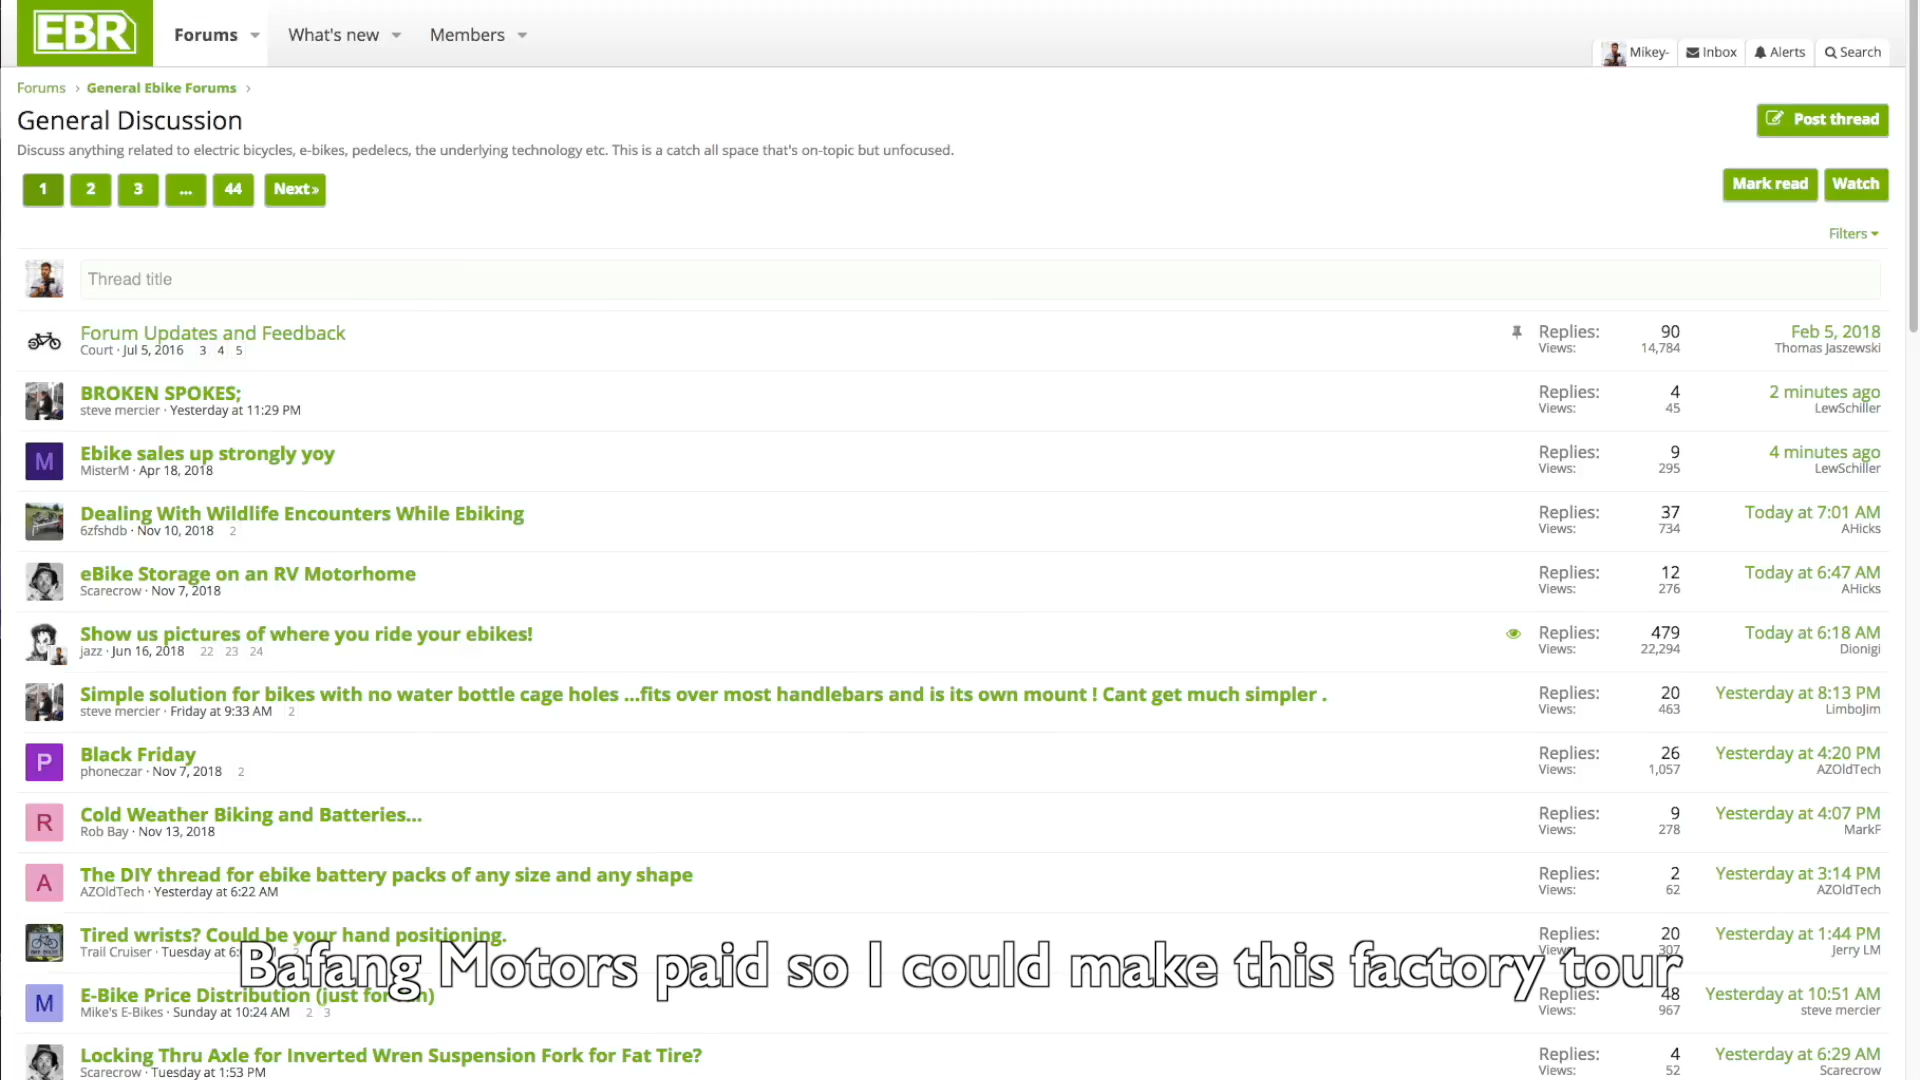 EBR
Forums
What's new
Members
Mikey-
Inbox
Alerts
Search
Forums › General Ebike Forums ›
General Discussion
Post thread
Discuss anything related to electric bicycles, e-bikes, pedelecs, the underlying technology etc. This is a catch all space that's on-topic but unfocused.
1 2 3 ... 44 Next »
Mark read
Watch
Filters
Thread title
Forum Updates and Feedback
Court · Jul 5, 2016 3 4 5
Replies: 90
Views: 14,784
Feb 5, 2018
Thomas Jaszewski
BROKEN SPOKES;
steve mercier · Yesterday at 11:29 PM
Replies: 4
Views: 45
2 minutes ago
LewSchiller
M
Ebike sales up strongly yoy
MisterM · Apr 18, 2018
Replies: 9
Views: 295
4 minutes ago
LewSchiller
Dealing With Wildlife Encounters While Ebiking
6zfshdb · Nov 10, 2018 2
Replies: 37
Views: 734
Today at 7:01 AM
AHicks
eBike Storage on an RV Motorhome
Scarecrow · Nov 7, 2018
Replies: 12
Views: 276
Today at 6:47 AM
AHicks
Show us pictures of where you ride your ebikes!
jazz · Jun 16, 2018 22 23 24
Replies: 479
Views: 22,294
Today at 6:18 AM
Dionigi
Simple solution for bikes with no water bottle cage holes ...fits over most handlebars and is its own mount ! Cant get much simpler .
steve mercier · Friday at 9:33 AM 2
Replies: 20
Views: 463
Yesterday at 8:13 PM
LimboJim
P
Black Friday
phoneczar · Nov 7, 2018 2
Replies: 26
Views: 1,057
Yesterday at 4:20 PM
AZOldTech
R
Cold Weather Biking and Batteries...
Rob Bay · Nov 13, 2018
Replies: 9
Views: 278
Yesterday at 4:07 PM
MarkF
A
The DIY thread for ebike battery packs of any size and any shape
AZOldTech · Yesterday at 6:22 AM
Replies: 2
Views: 62
Yesterday at 3:14 PM
AZOldTech
Tired wrists? Could be your hand positioning.
Trail Cruiser · Tuesday at
Replies: 20
Views: 307
Yesterday at 1:44 PM
Jerry LM
Bafang Motors paid so I could make this factory tour
M
E-Bike Price Distribution (just for
Mike's E-Bikes · Sunday at 10:24 AM 2 3
Replies: 48
Views: 967
Yesterday at 10:51 AM
steve mercier
Locking Thru Axle for Inverted Wren Suspension Fork for Fat Tire?
Scarecrow · Tuesday at 1:53 PM
Replies: 4
Views: 52
Yesterday at 6:29 AM
Scarecrow